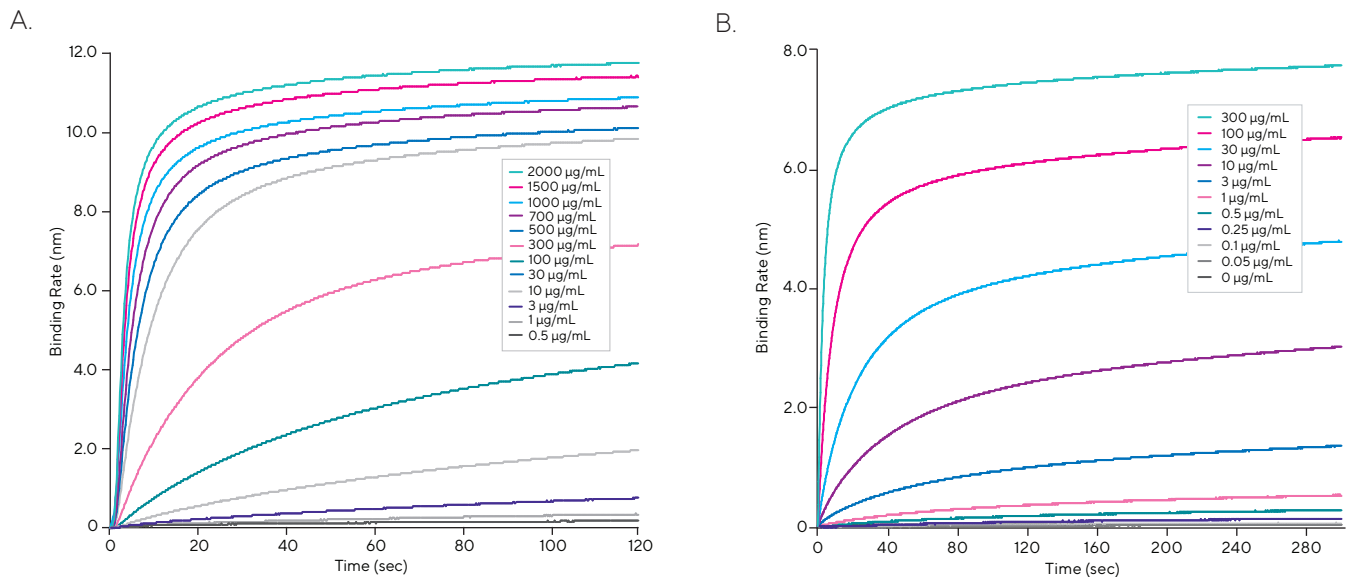 A.
12.0
10.0
8.0
6.0
4.0
2.0
0
Binding Rate (nm)
0 20 40 60 80 100 120
Time (sec)
2000 µg/mL
1500 µg/mL
1000 µg/mL
700 µg/mL
500 µg/mL
300 µg/mL
100 µg/mL
30 µg/mL
10 µg/mL
3 µg/mL
1 µg/mL
0.5 µg/mL
B.
8.0
6.0
4.0
2.0
0
Binding Rate (nm)
0 40 80 120 160 200 240 280
Time (sec)
300 µg/mL
100 µg/mL
30 µg/mL
10 µg/mL
3 µg/mL
1 µg/mL
0.5 µg/mL
0.25 µg/mL
0.1 µg/mL
0.05 µg/mL
0 µg/mL